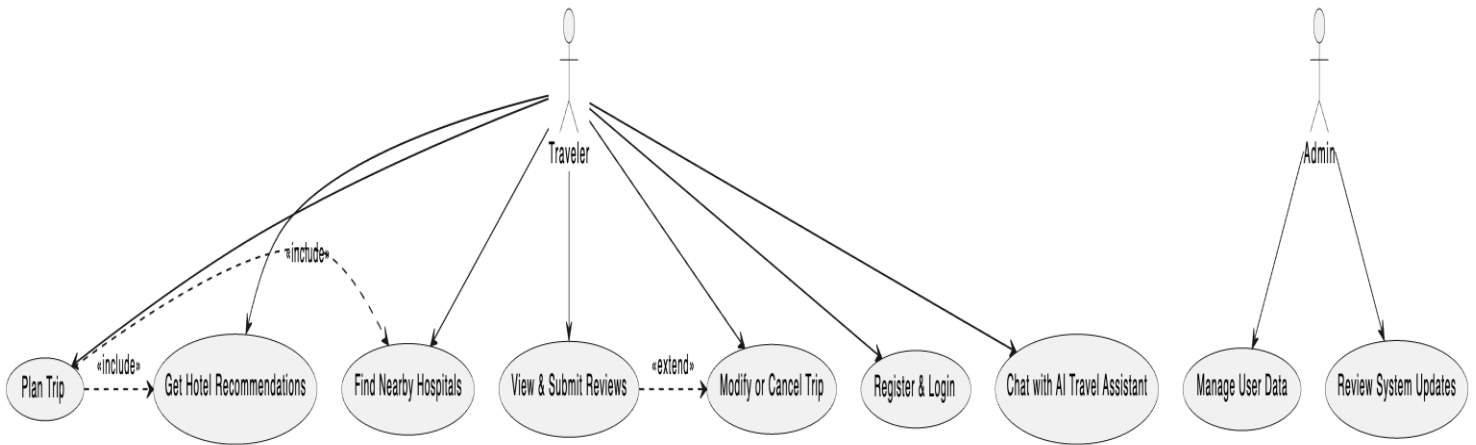 Traveler
Admin
«include»
«include»
«extend»
Plan Trip
Get Hotel Recommendations
Find Nearby Hospitals
View & Submit Reviews
Modify or Cancel Trip
Register & Login
Chat with AI Travel Assistant
Manage User Data
Review System Updates